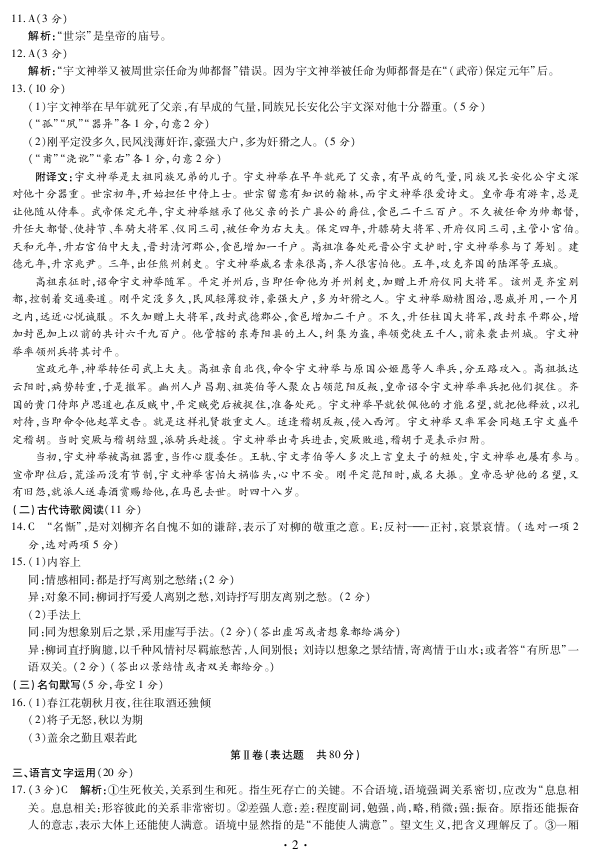 11. A(3 分)
解析:“世宗”是皇帝的庙号。
12. A(3 分)
解析:“宇文神举又被周世宗任命为帅都督”错误。因为宇文神举被任命为帅都督是在“(武帝)保定元年”后。
13. (10 分)
(1)宇文神举在早年就死了父亲,有早成的气量,同族兄长安化公宇文深对他十分器重。(5 分)
(“孤”“夙”“器异”各 1 分,句意 2 分)
(2)刚平定没多久,民风浅薄奸诈,豪强大户,多为奸猾之人。(5 分)
(“甫”“浇讹”“豪右”各 1 分,句意 2 分)
附译文:宇文神举是太祖同族兄弟的儿子。宇文神举在早年就死了父亲,有早成的气量,同族兄长安化公宇文深
对他十分器重。世宗初年,开始担任中侍上士。世宗留意有知识的翰林,而宇文神举很爱诗文。皇帝每有游幸,总是
让他随从侍奉。武帝保定元年,宇文神举继承了他父亲的长广县公的爵位,食邑二千三百户。不久被任命为帅都督,
升任大都督、使持节、车骑大将军、仪同三司,被任命为右大夫。保定四年,升骠骑大将军、开府仪同三司,主管小宫伯。
天和元年,升右宫伯中大夫,晋封清河郡公,食邑增加一千户。高祖准备处死晋公宇文护时,宇文神举参与了筹划。建
德元年,升京兆尹。三年,出任熊州刺史。宇文神举威名素来很高,齐人很害怕他。五年,攻克齐国的陆浑等五城。
高祖东征时,诏命宇文神举随军。平定并州后,当即任命他为并州刺史,加赠上开府仪同大将军。该州是齐室别
都,控制着交通要道。刚平定没多久,民风轻薄狡诈,豪强大户,多为奸猾之人。宇文神举励精图治,恩威并用,一个月
之内,远近心悦诚服。不久加赠上大将军,改封武德郡公,食邑增加二千户。不久,升任柱国大将军,改封东平郡公,增
加封邑加上以前的共计六千九百户。他管辖的东寿阳县的土人,纠集为盗,率领党徒五千人,前来袭击州城。宇文神
举率领州兵将其讨平。
宣政元年,神举转任司武上大夫。高祖亲自北伐,命令宇文神举与原国公姬愿等人率兵,分五路攻入。高祖抵达
云阳时,病势转重,于是撤军。幽州人卢昌期、祖英伯等人聚众占领范阳反叛,皇帝诏令宇文神举率兵把他们捉住。齐
国的黄门侍郎卢思道也在反贼中,平定贼党后被捉住,准备处死。宇文神举早就钦佩他的才能名望,就把他释放,以礼
对待,当即命令他起草文告。就是这样礼贤敬重文人。适逢稽胡反叛,侵入西河。宇文神举又率军会同越王宇文盛平
定稽胡。当时突厥与稽胡结盟,派骑兵赴援。宇文神举出奇兵进击,突厥败逃,稽胡于是表示归附。
当初,宇文神举被高祖器重,当作心腹委任。王轨、宇文孝伯等人多次上言皇太子的短处,宇文神举也屡有参与。
宣帝即位后,荒淫而没有节制,宇文神举害怕大祸临头,心中不安。刚平定范阳时,威名大振。皇帝忌妒他的名望,又
有旧怨,就派人送毒酒赏赐给他,在马邑去世。时四十八岁。
(二)古代诗歌阅读(11 分)
14. C　“名惭”,是对刘柳齐名自愧不如的谦辞,表示了对柳的敬重之意。E:反衬——正衬,哀景哀情。(选对一项 2
分,选对两项 5 分)
15. (1)内容上
同:情感相同:都是抒写离别之愁绪;(2 分)
异:对象不同:柳词抒写爱人离别之愁,刘诗抒写朋友离别之愁。(2 分)
(2)手法上
同:同为想象别后之景,采用虚写手法。(2 分)(答出虚写或者想象都给满分)
异:柳词直抒胸臆,以千种风情衬尽羁旅愁苦,人间别恨;刘诗以想象之景结情,寄离情于山水;或者答“有所思”一
语双关。(2 分)(答出以景结情或者双关都给分。)
(三)名句默写(5 分,每空 1 分)
16. (1)春江花朝秋月夜,往往取酒还独倾
(2)将子无怒,秋以为期
(3)盖余之勤且艰若此
第Ⅱ卷(表达题　共 80 分)
三、语言文字运用(20 分)
17. (3 分)C　解析:①生死攸关,关系到生和死。指生死存亡的关键。不合语境,语境强调关系密切,应改为“息息相
关。息息相关:形容彼此的关系非常密切。②差强人意:差:程度副词,勉强,尚,略,稍微;强:振奋。原指还能振奋
人的意志,表示大体上还能使人满意。语境中显然指的是“不能使人满意”。望文生义,把含义理解反了。③一厢
· 2 ·